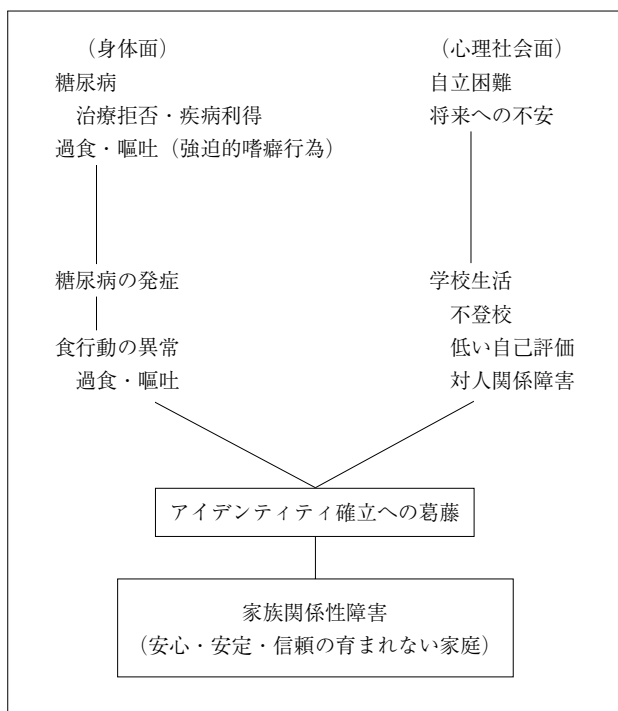 （身体面）
糖尿病
治療拒否・疾病利得
過食・嘔吐（強迫的嗜癖行為）
糖尿病の発症
食行動の異常
過食・嘔吐
（心理社会面）
自立困難
将来への不安
学校生活
不登校
低い自己評価
対人関係障害
アイデンティティ確立への葛藤
家族関係性障害
（安心・安定・信頼の育まれない家庭）